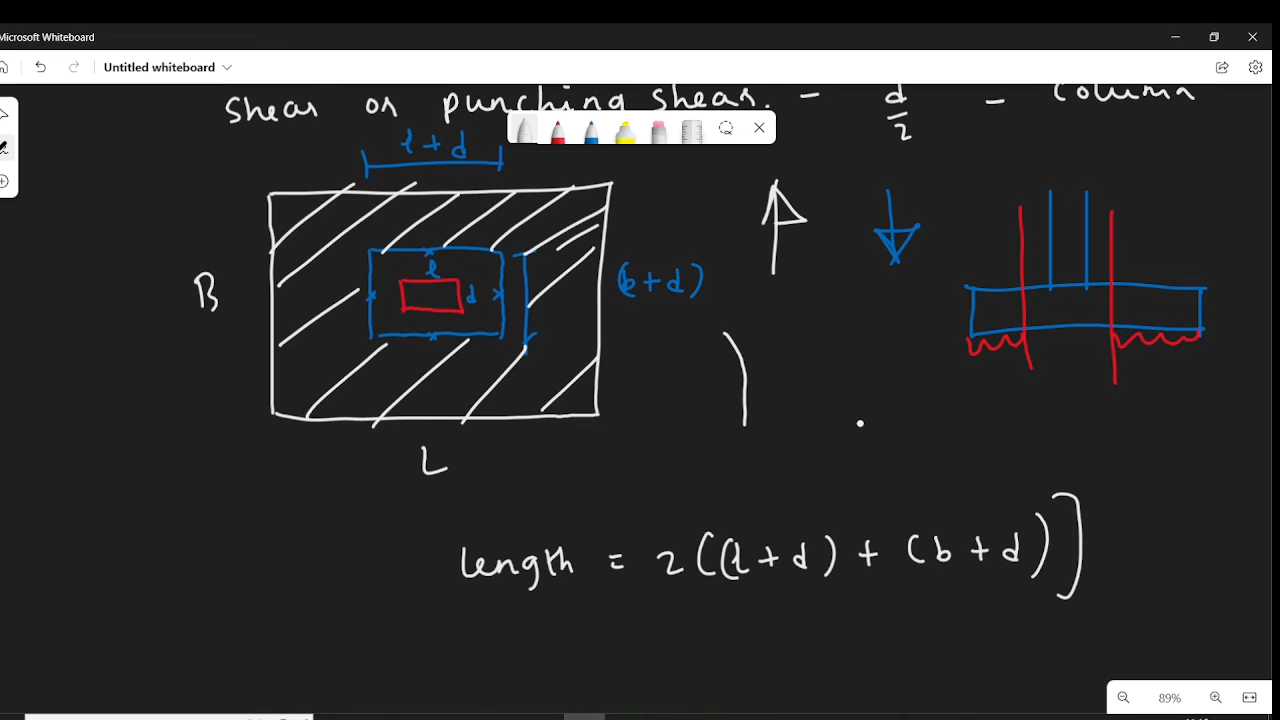 Microsoft Whiteboard
Untitled whiteboard
Shear or punching shear. - d/2 - Column
l + d
B
l
d
(b+d)
L
length = 2((l+d) + (b+d))]
89%